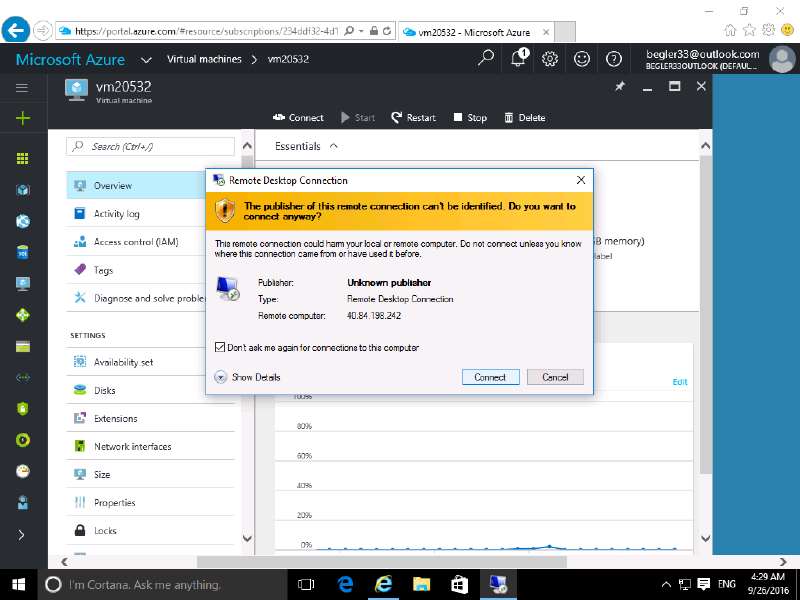 https://portal.azure.com/#resource/subscriptions/234ddf32-4d1
vm20532 - Microsoft Azure
Microsoft Azure
Virtual machines
vm20532
1
begler33@outlook.com
BEGLER33OUTLOOK (DEFAUL...
vm20532
Virtual machine
Connect
Start
Restart
Stop
Delete
Search (Ctrl+/)
Essentials
Overview
Activity log
Access control (IAM)
Tags
Diagnose and solve proble
SETTINGS
Availability set
Disks
Extensions
Network interfaces
Size
Properties
Locks
Remote Desktop Connection
The publisher of this remote connection can't be identified. Do you want to
connect anyway?
This remote connection could harm your local or remote computer. Do not connect unless you know
where this connection came from or have used it before.
Publisher: Unknown publisher
Type: Remote Desktop Connection
Remote computer: 40.84.198.242
Don't ask me again for connections to this computer
Show Details
Connect
Cancel
GB memory)
label
Edit
100%
80%
60%
40%
20%
0%
I'm Cortana. Ask me anything.
ENG
4:29 AM
9/26/2016